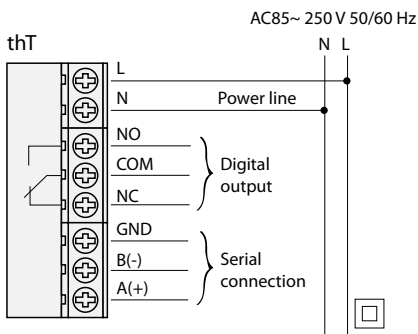 AC85~ 250 V 50/60 Hz
thT
N L
L
N
Power line
NO
COM
NC
Digital
output
GND
B(-)
A(+)
Serial
connection